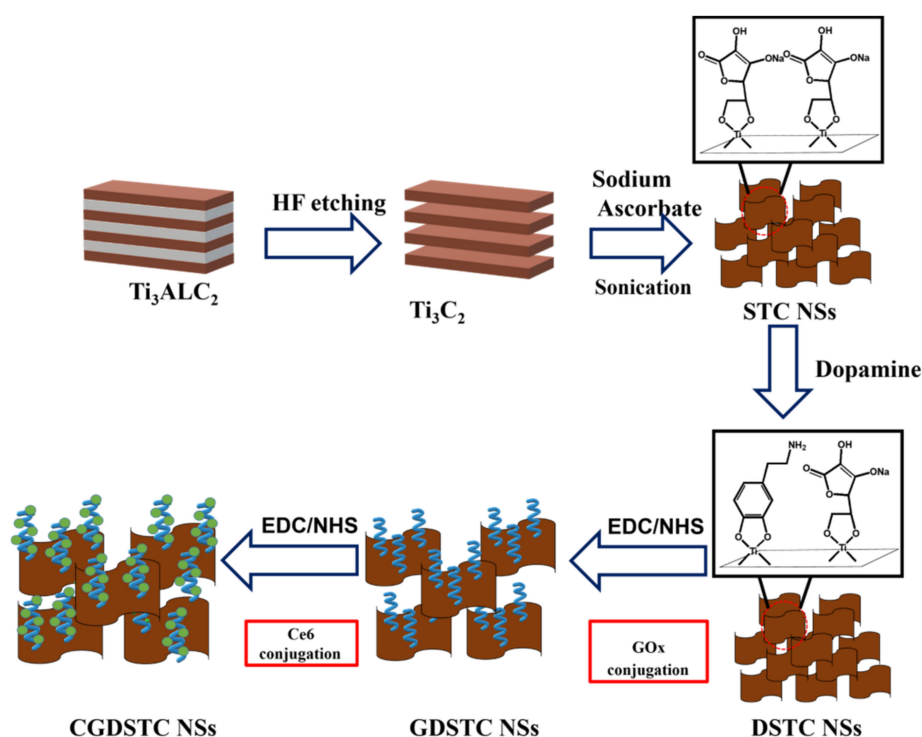 OH
OH
O
ONa
O
ONa
O
O
O
O
O
O
Ti
Ti
HF etching
Sodium
Ascorbate
Sonication
Ti₃ALC₂
Ti₃C₂
STC NSs
Dopamine
NH₂
OH
O
ONa
O
O
O
O
O
Ti
Ti
EDC/NHS
EDC/NHS
Ce6
conjugation
GOx
conjugation
CGDSTC NSs
GDSTC NSs
DSTC NSs